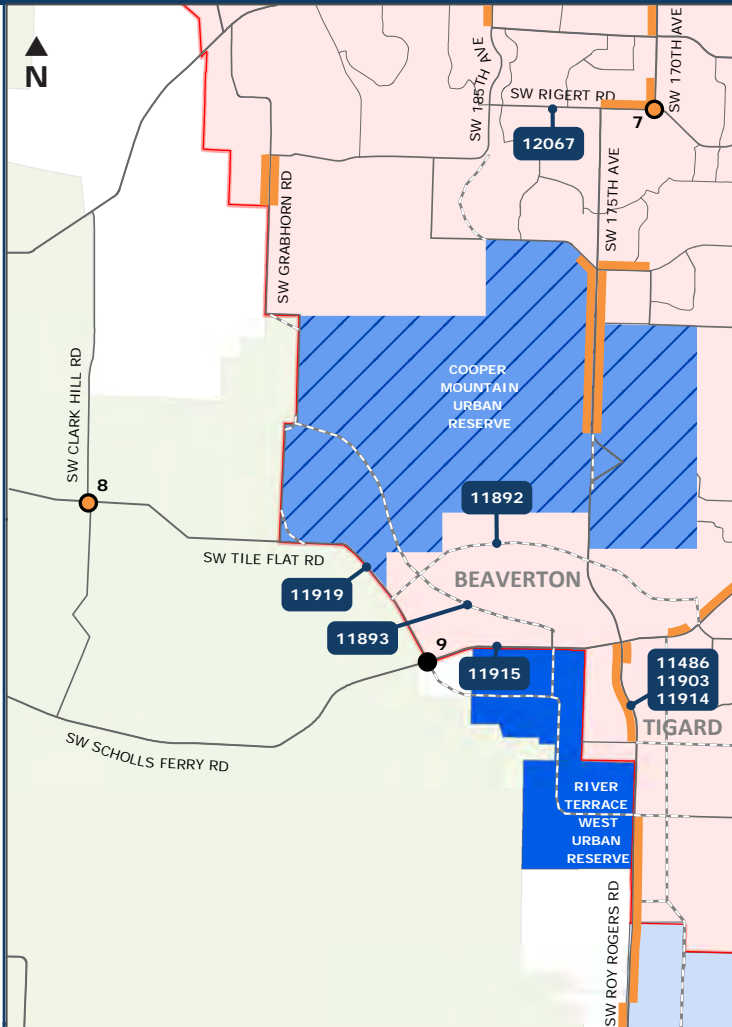 N
SW 185TH AVE
SW 170TH AVE
SW RIGERT RD
7
12067
SW 175TH AVE
SW GRABHORN RD
COOPER
MOUNTAIN
URBAN
RESERVE
SW CLARK HILL RD
8
11892
SW TILE FLAT RD
BEAVERTON
11919
11893
9
11915
11486
11903
11914
TIGARD
SW SCHOLLS FERRY RD
RIVER
TERRACE
WEST
URBAN
RESERVE
SW ROY ROGERS RD